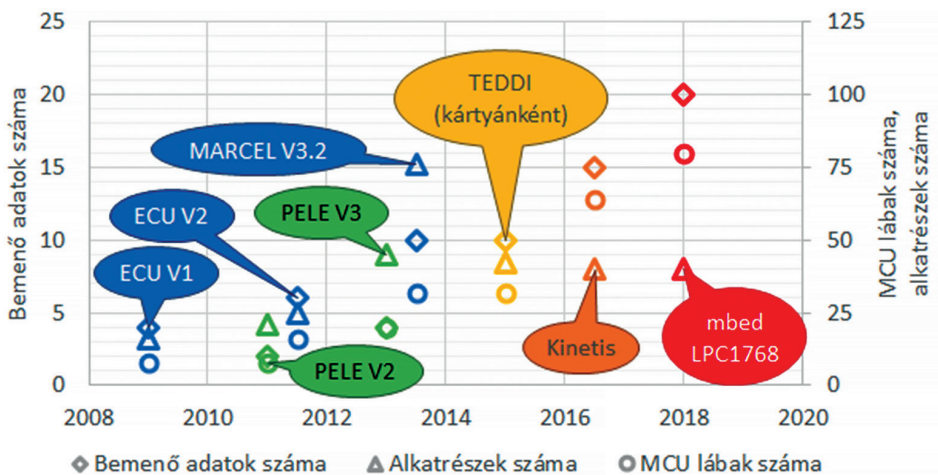 25
20
15
10
5
0
Bemenő adatok száma
125
100
75
50
25
0
MCU lábak száma,
alkatrészek száma
TEDDI
(kártyánként)
MARCEL V3.2
ECU V2
PELE V3
ECU V1
PELE V2
Kinetis
mbed
LPC1768
2008 2010 2012 2014 2016 2018 2020
Bemenő adatok száma Alkatrészek száma MCU lábak száma